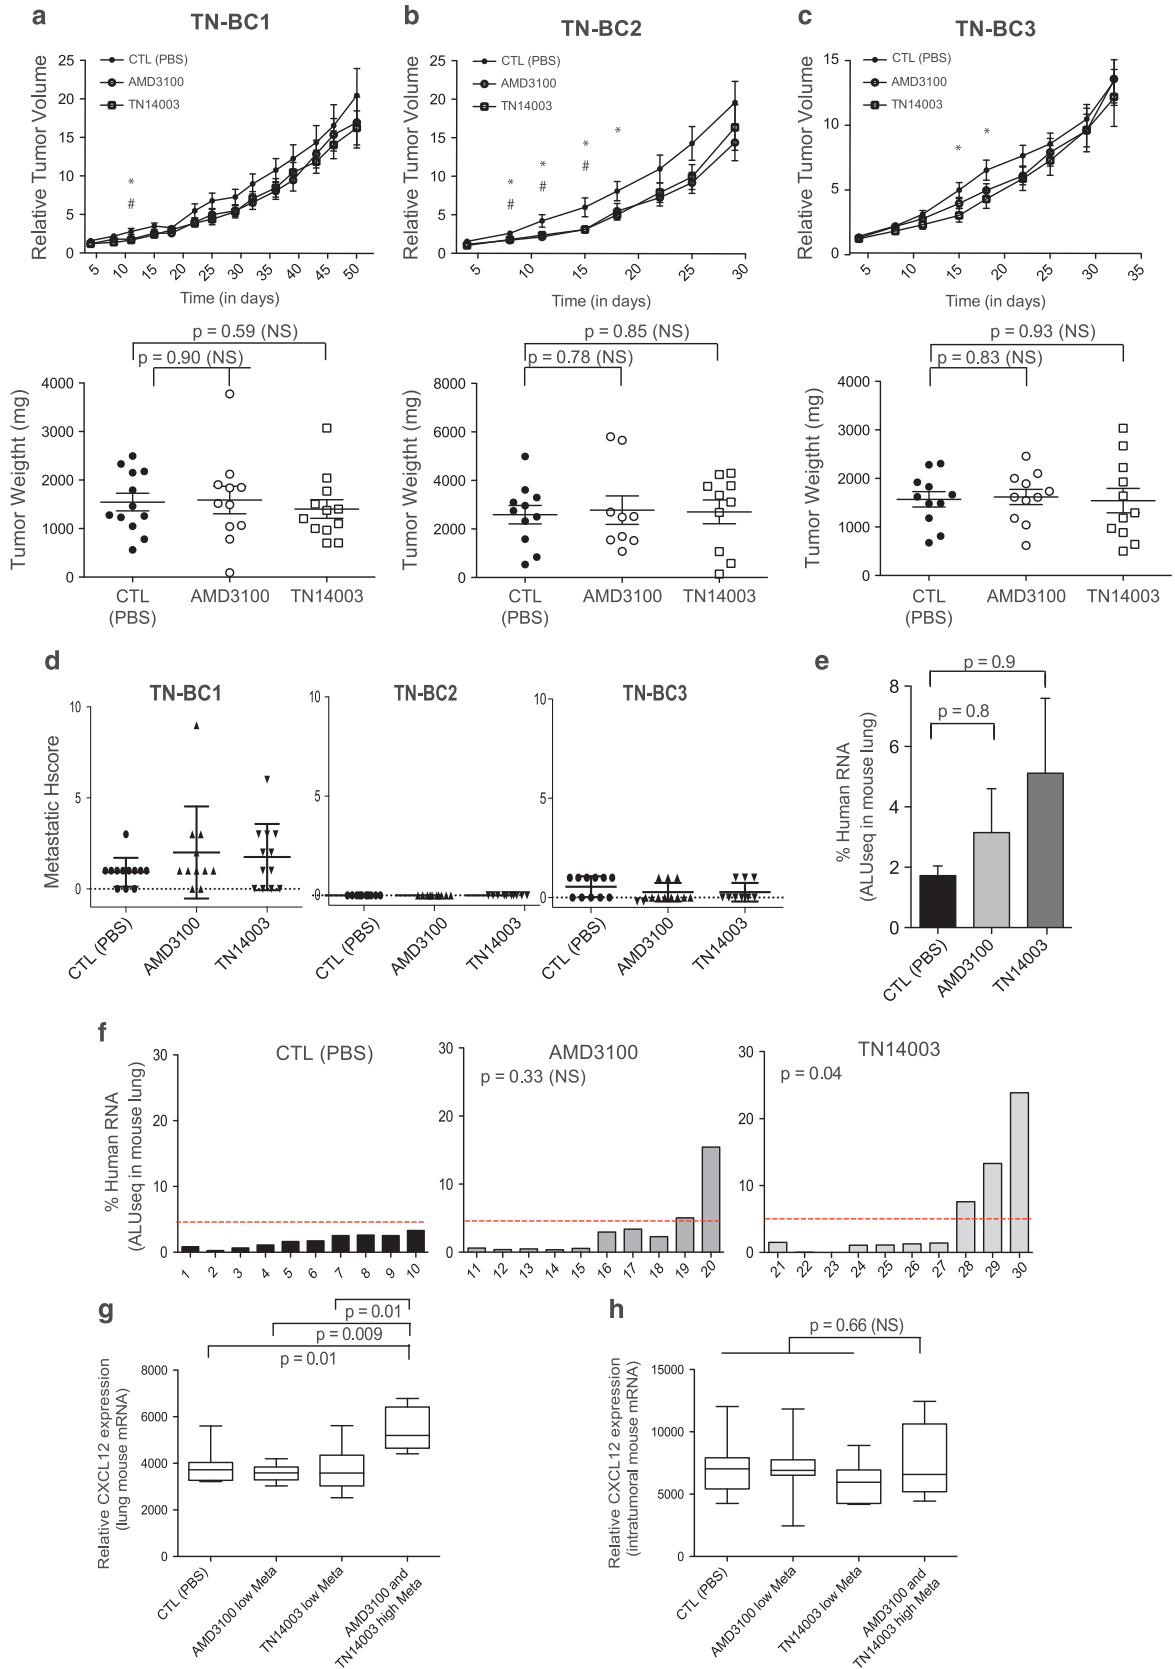 a
TN-BC1
Relative Tumor Volume
25
20
15
10
5
0
CTL (PBS)
AMD3100
TN14003
*
#
5
10
15
20
25
30
35
40
45
50
Time (in days)
b
TN-BC2
Relative Tumor Volume
25
20
15
10
5
0
CTL (PBS)
AMD3100
TN14003
*
#
*
#
*
#
*
5
10
15
20
25
30
Time (in days)
c
TN-BC3
Relative Tumor Volume
15
10
5
0
CTL (PBS)
AMD3100
TN14003
*
*
5
10
15
20
25
30
35
Time (in days)
p = 0.59 (NS)
p = 0.90 (NS)
Tumor Weigtht (mg)
4000
3000
2000
1000
0
CTL
(PBS)
AMD3100
TN14003
p = 0.85 (NS)
p = 0.78 (NS)
Tumor Weigtht (mg)
8000
6000
4000
2000
0
CTL
(PBS)
AMD3100
TN14003
p = 0.93 (NS)
p = 0.83 (NS)
Tumor Weigtht (mg)
4000
3000
2000
1000
0
CTL
(PBS)
AMD3100
TN14003
d
TN-BC1
Metastatic Hscore
10
5
0
CTL (PBS)
AMD3100
TN14003
TN-BC2
10
5
0
CTL (PBS)
AMD3100
TN14003
TN-BC3
10
5
0
CTL (PBS)
AMD3100
TN14003
e
p = 0.9
p = 0.8
% Human RNA
(ALUseq in mouse lung)
8
6
4
2
0
CTL (PBS)
AMD3100
TN14003
f
CTL (PBS)
% Human RNA
(ALUseq in mouse lung)
30
20
10
0
1
2
3
4
5
6
7
8
9
10
AMD3100
p = 0.33 (NS)
30
20
10
0
11
12
13
14
15
16
17
18
19
20
TN14003
p = 0.04
30
20
10
0
21
22
23
24
25
26
27
28
29
30
g
p = 0.01
p = 0.009
p = 0.01
Relative CXCL12 expression
(lung mouse mRNA)
8000
6000
4000
2000
0
CTL (PBS)
AMD3100 low Meta
TN14003 low Meta
AMD3100 and
TN14003 high Meta
h
p = 0.66 (NS)
Relative CXCL12 expression
(intratumoral mouse mRNA)
15000
10000
5000
0
CTL (PBS)
AMD3100 low Meta
TN14003 low Meta
AMD3100 and
TN14003 high Meta